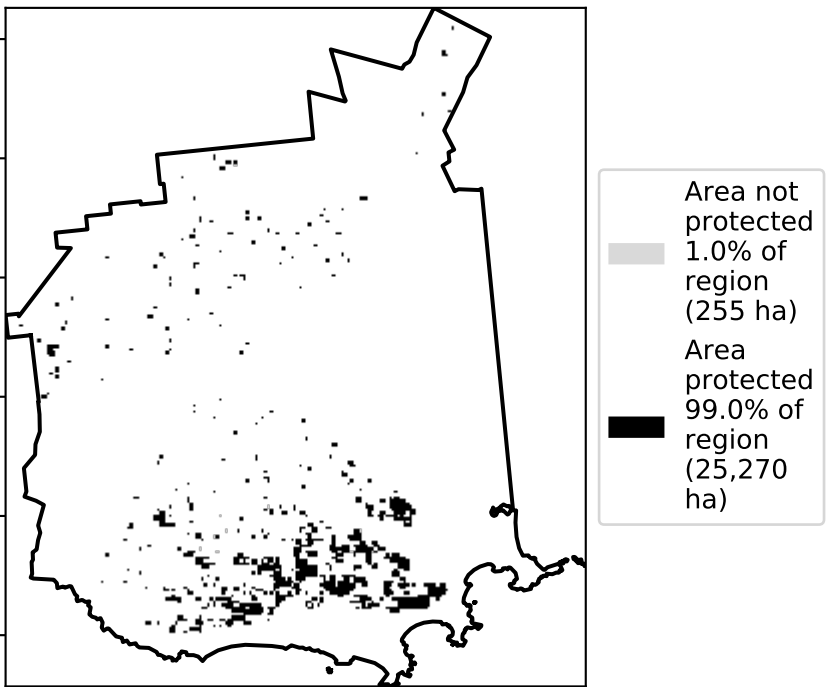 Area not
protected
1.0% of
region
(255 ha)
Area
protected
99.0% of
region
(25,270
ha)